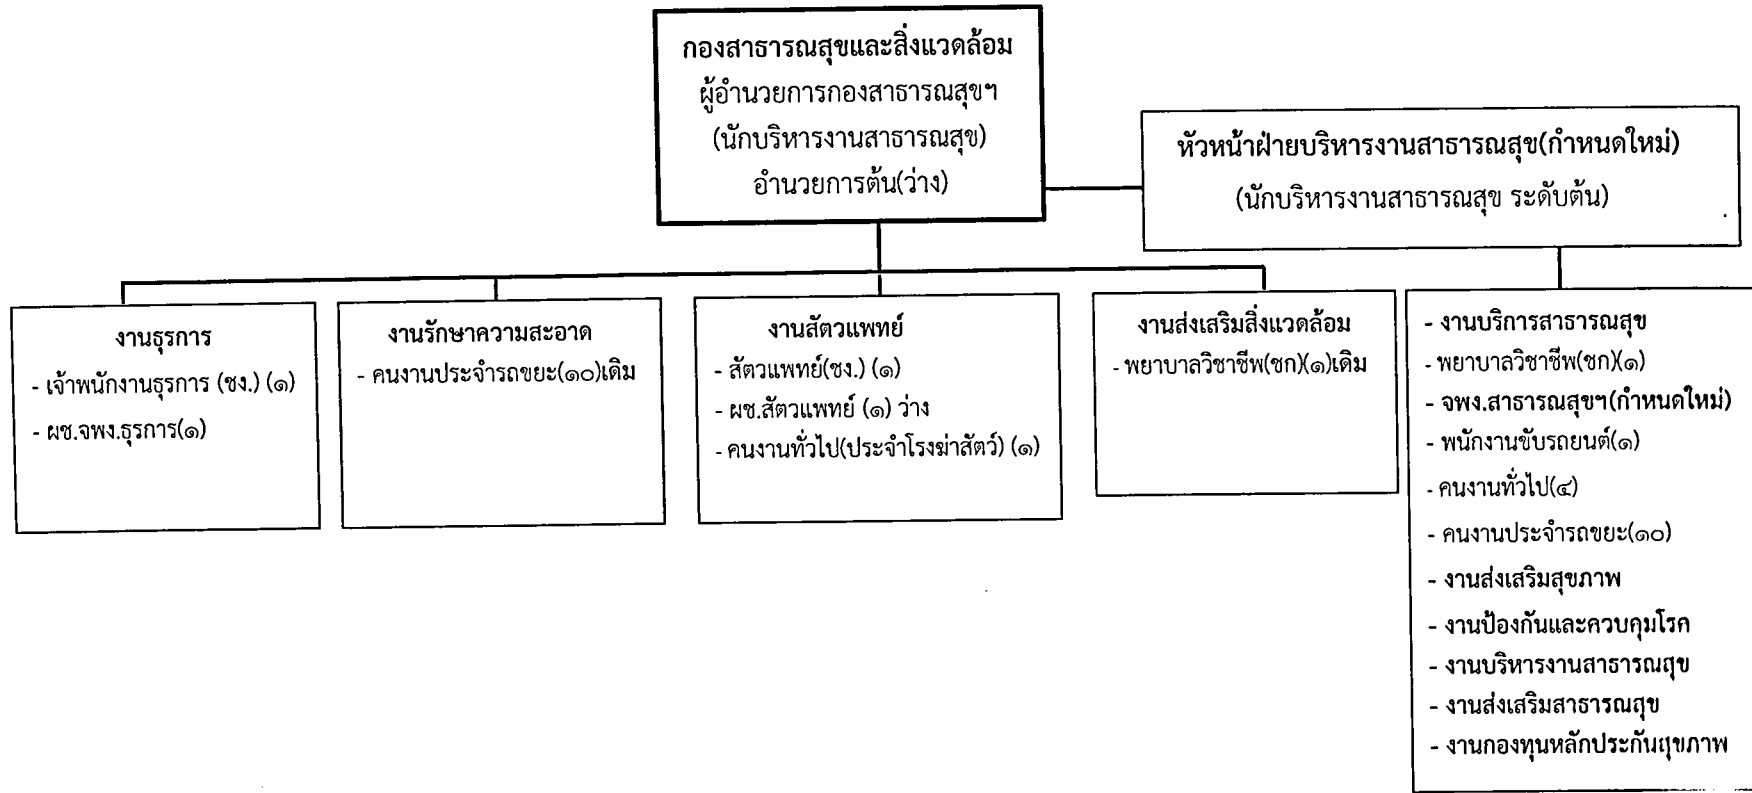 กองสาธารณสุขและสิ่งแวดล้อม
ผู้อำนวยการกองสาธารณสุขฯ
(นักบริหารงานสาธารณสุข)
อำนวยการต้น(ว่าง)
หัวหน้าฝ่ายบริหารงานสาธารณสุข(กำหนดใหม่)
(นักบริหารงานสาธารณสุข ระดับต้น)
งานธุรการ
- เจ้าพนักงานธุรการ (ชง.) (๑)
- ผช.จพง.ธุรการ(๑)
งานรักษาความสะอาด
- คนงานประจำรถขยะ(๑๐)เดิม
งานสัตวแพทย์
- สัตวแพทย์(ชง.) (๑)
- ผช.สัตวแพทย์ (๑) ว่าง
- คนงานทั่วไป(ประจำโรงฆ่าสัตว์) (๑)
งานส่งเสริมสิ่งแวดล้อม
- พยาบาลวิชาชีพ(ชก)(๑)เดิม
- งานบริการสาธารณสุข
- พยาบาลวิชาชีพ(ชก)(๑)
- จพง.สาธารณสุขฯ(กำหนดใหม่)
- พนักงานขับรถยนต์(๑)
- คนงานทั่วไป(๔)
- คนงานประจำรถขยะ(๑๐)
- งานส่งเสริมสุขภาพ
- งานป้องกันและควบคุมโรค
- งานบริหารงานสาธารณสุข
- งานส่งเสริมสาธารณสุข
- งานกองทุนหลักประกันสุขภาพ